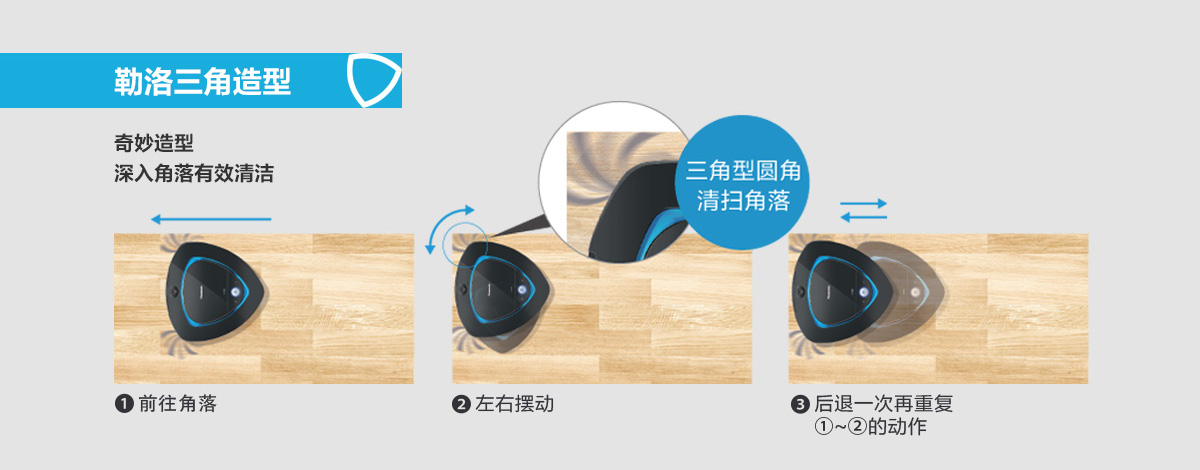 勒洛三角造型
奇妙造型
深入角落有效清洁
三角型圆角
清扫角落
❶ 前往角落
❷ 左右摆动
❸ 后退一次再重复
①~②的动作